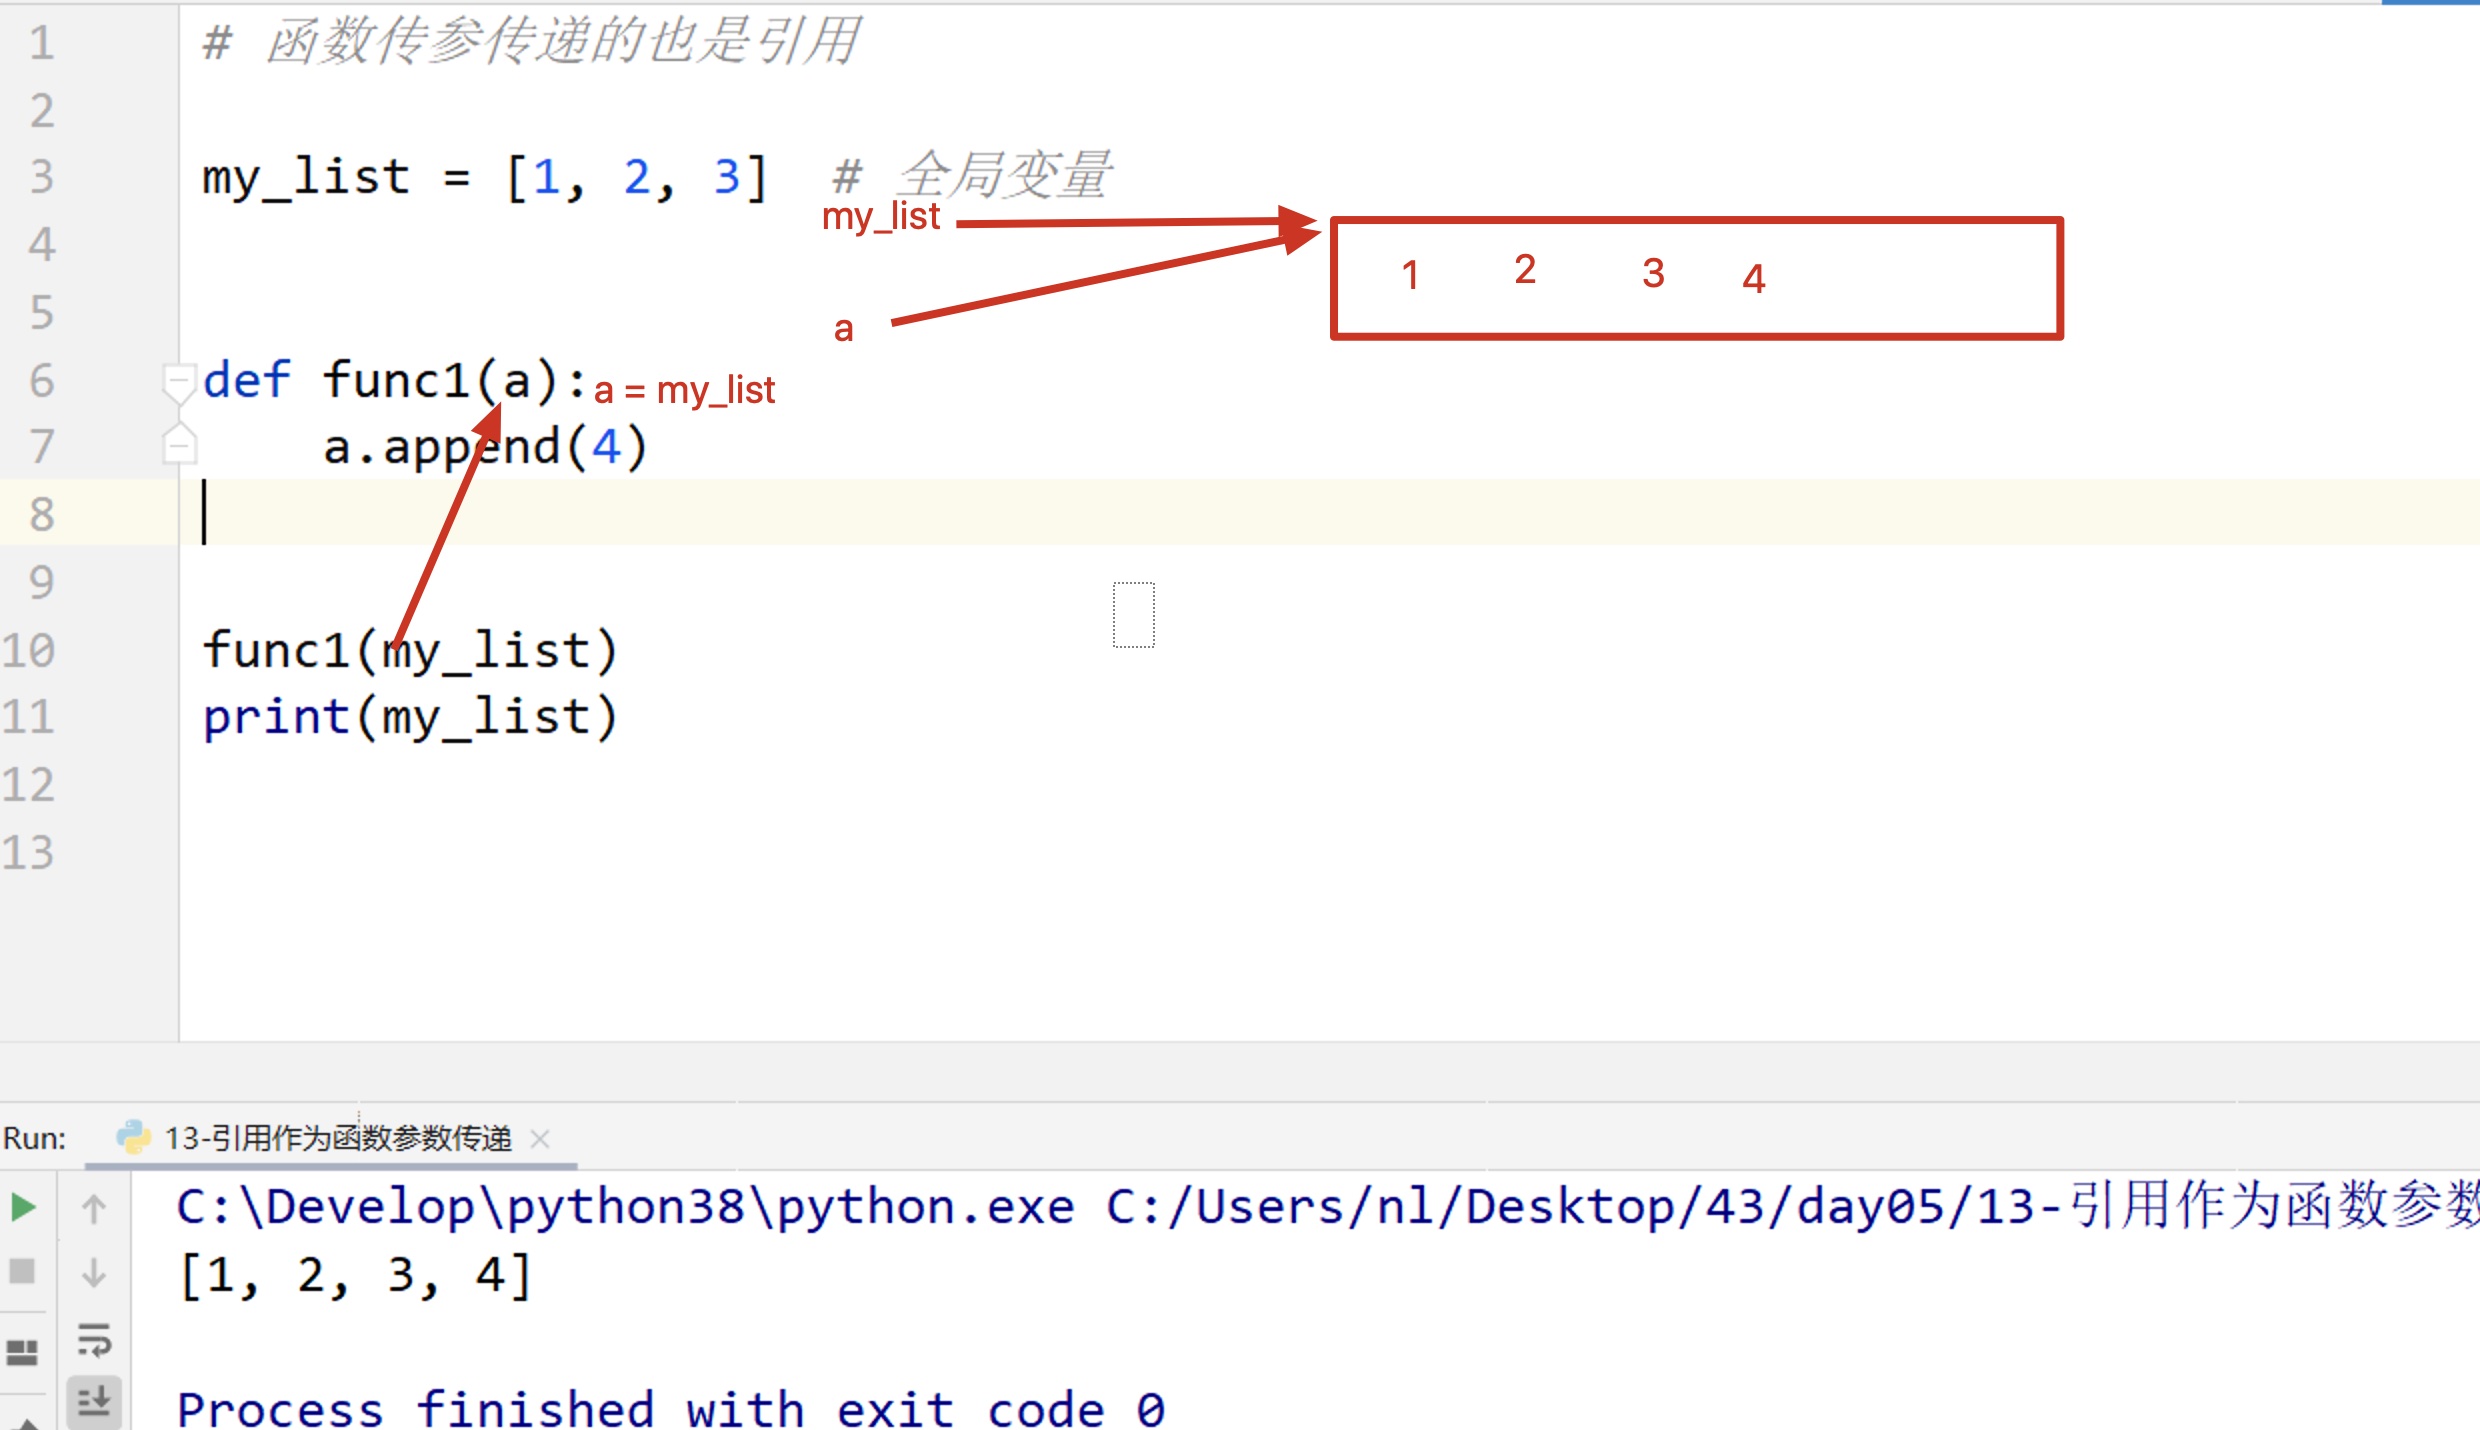 1 # 函数传参传递的也是引用
2
3 my_list = [1, 2, 3]  # 全局变量
my_list
4
1 2 3 4
5
a
6 def func1(a): a = my_list
7     a.append(4)
8
9
10 func1(my_list)
11 print(my_list)
12
13
Run: 13-引用作为函数参数传递
C:\Develop\python38\python.exe C:/Users/nl/Desktop/43/day05/13-引用作为函数参数
[1, 2, 3, 4]
Process finished with exit code 0